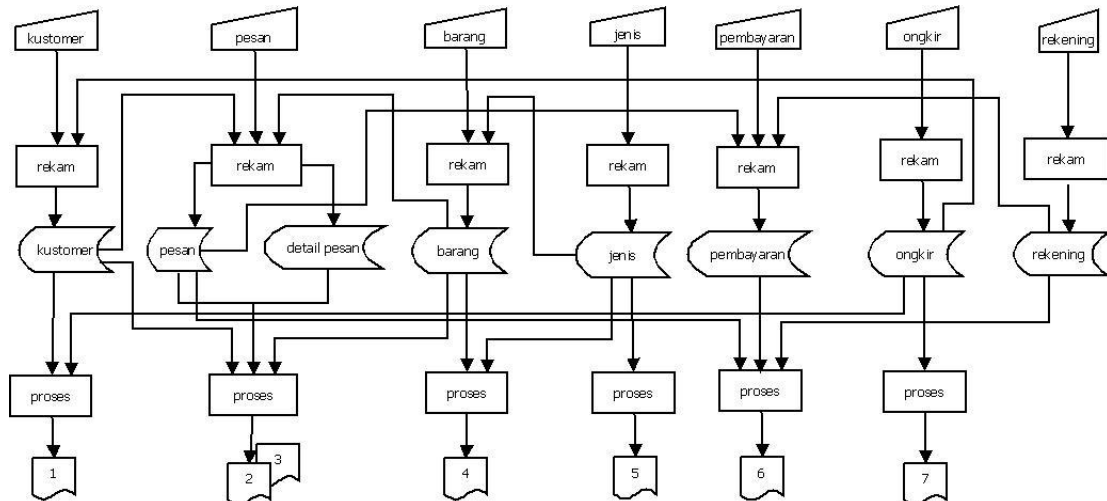 kustomer
pesan
barang
jenis
pembayaran
ongkir
rekening
rekam
rekam
rekam
rekam
rekam
rekam
rekam
kustomer
pesan
detail pesan
barang
jenis
pembayaran
ongkir
rekening
proses
proses
proses
proses
proses
proses
1
2
3
4
5
6
7